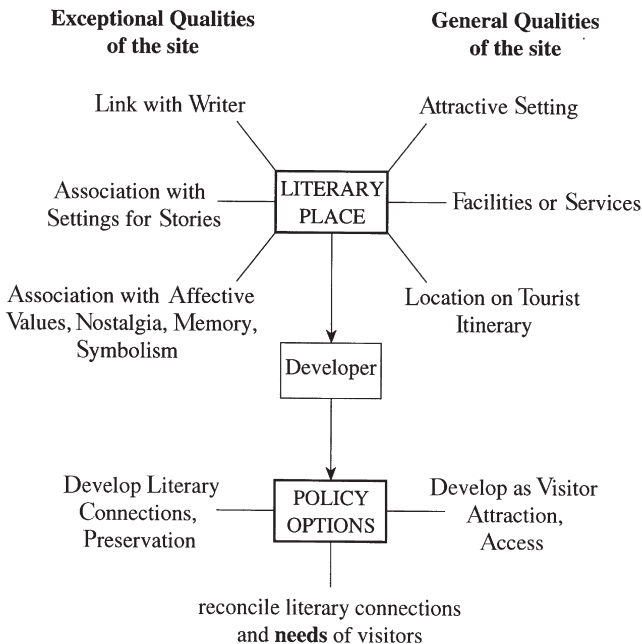 Exceptional Qualities
of the site
General Qualities
of the site
Link with Writer
Attractive Setting
Association with
Settings for Stories
LITERARY
PLACE
Facilities or Services
Association with Affective
Values, Nostalgia, Memory,
Symbolism
Location on Tourist
Itinerary
Developer
Develop Literary
Connections,
Preservation
POLICY
OPTIONS
Develop as Visitor
Attraction,
Access
reconcile literary connections
and needs of visitors